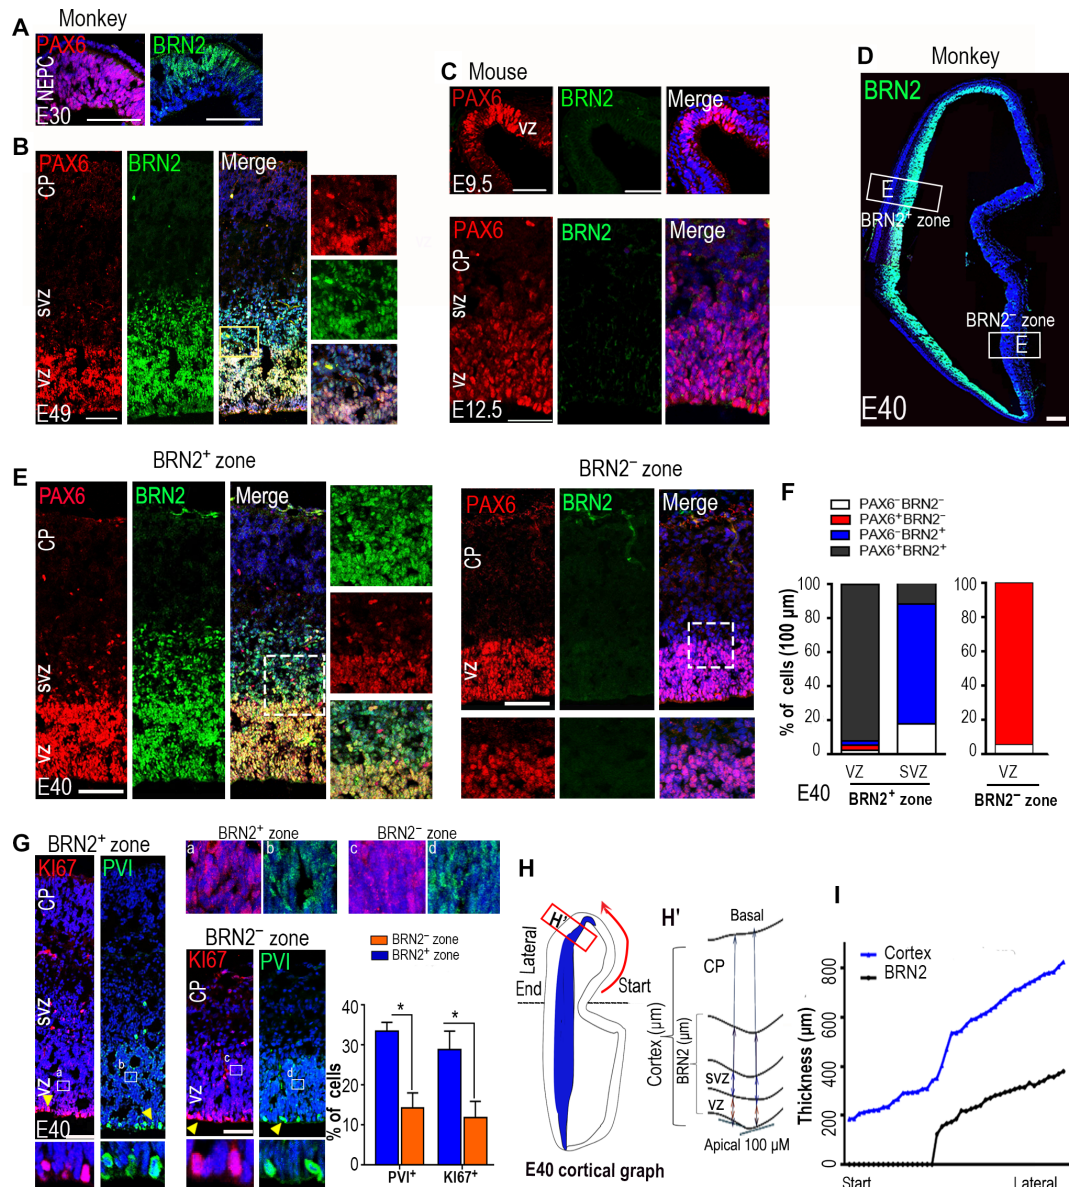 A
Monkey
PAX6
BRN2
E NEPC
E30
B
PAX6
BRN2
Merge
CP
SVZ
VZ
E49
C
Mouse
PAX6
BRN2
Merge
VZ
E9.5
PAX6
BRN2
Merge
CP
SVZ
VZ
E12.5
D
Monkey
BRN2
E
BRN2+ zone
BRN2– zone
E
E40
E
BRN2+ zone
PAX6
BRN2
Merge
CP
SVZ
VZ
E40
BRN2– zone
PAX6
BRN2
Merge
CP
VZ
F
PAX6–BRN2–
PAX6+BRN2–
PAX6–BRN2+
PAX6+BRN2+
% of cells (100 µm)
100
80
60
40
20
0
VZ
SVZ
BRN2+ zone
100
80
60
40
20
0
VZ
BRN2– zone
E40
G
BRN2+ zone
KI67
PVI
CP
SVZ
VZ
a
b
E40
BRN2+ zone
a
b
BRN2– zone
c
d
BRN2– zone
KI67
PVI
CP
VZ
c
d
BRN2– zone
BRN2+ zone
% of cells
40
30
20
10
0
*
*
PVI+
KI67+
H
H'
Lateral
End
Start
E40 cortical graph
H'
Basal
CP
Cortex (µm)
BRN2 (µm)
SVZ
VZ
Apical 100 µM
I
Cortex
BRN2
Thickness (µm)
800
600
400
200
0
Start
Lateral